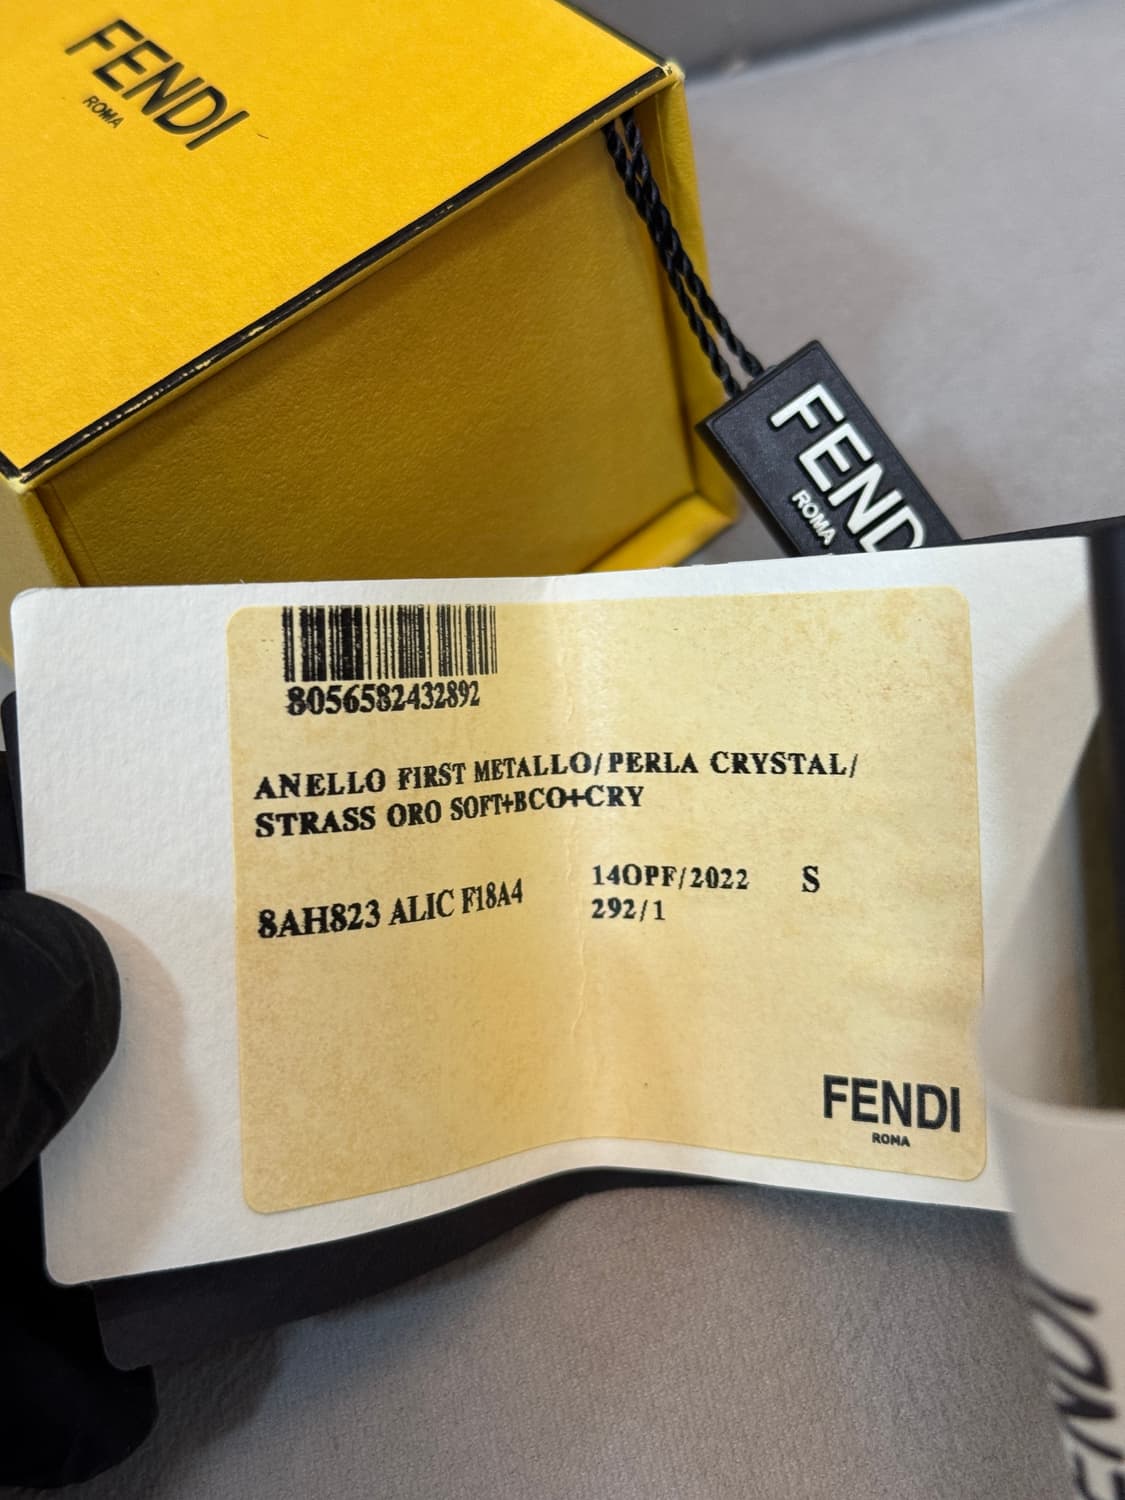 FENDI
ROMA
FENDI
ROMA
8056582432892
ANELLO FIRST METALLO/PERLA CRYSTAL/
STRASS ORO SOFT+BCO+CRY
8AH823 ALIC F18A4
14OPF/2022 S
292/1
FENDI
ROMA
FENDI